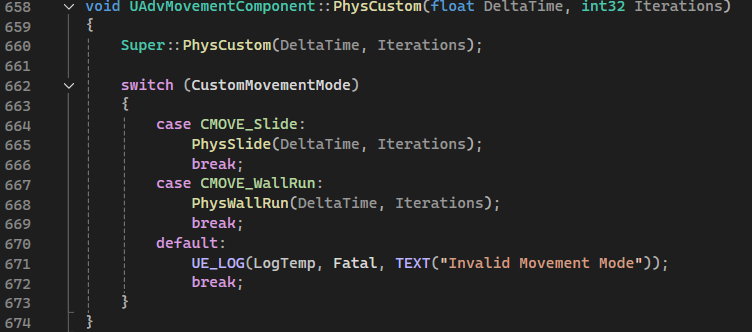 658 void UAdvMovementComponent::PhysCustom(float DeltaTime, int32 Iterations)
659 {
660     Super::PhysCustom(DeltaTime, Iterations);
661
662     switch (CustomMovementMode)
663     {
664         case CMOVE_Slide:
665             PhysSlide(DeltaTime, Iterations);
666             break;
667         case CMOVE_WallRun:
668             PhysWallRun(DeltaTime, Iterations);
669             break;
670         default:
671             UE_LOG(LogTemp, Fatal, TEXT("Invalid Movement Mode"));
672             break;
673     }
674 }